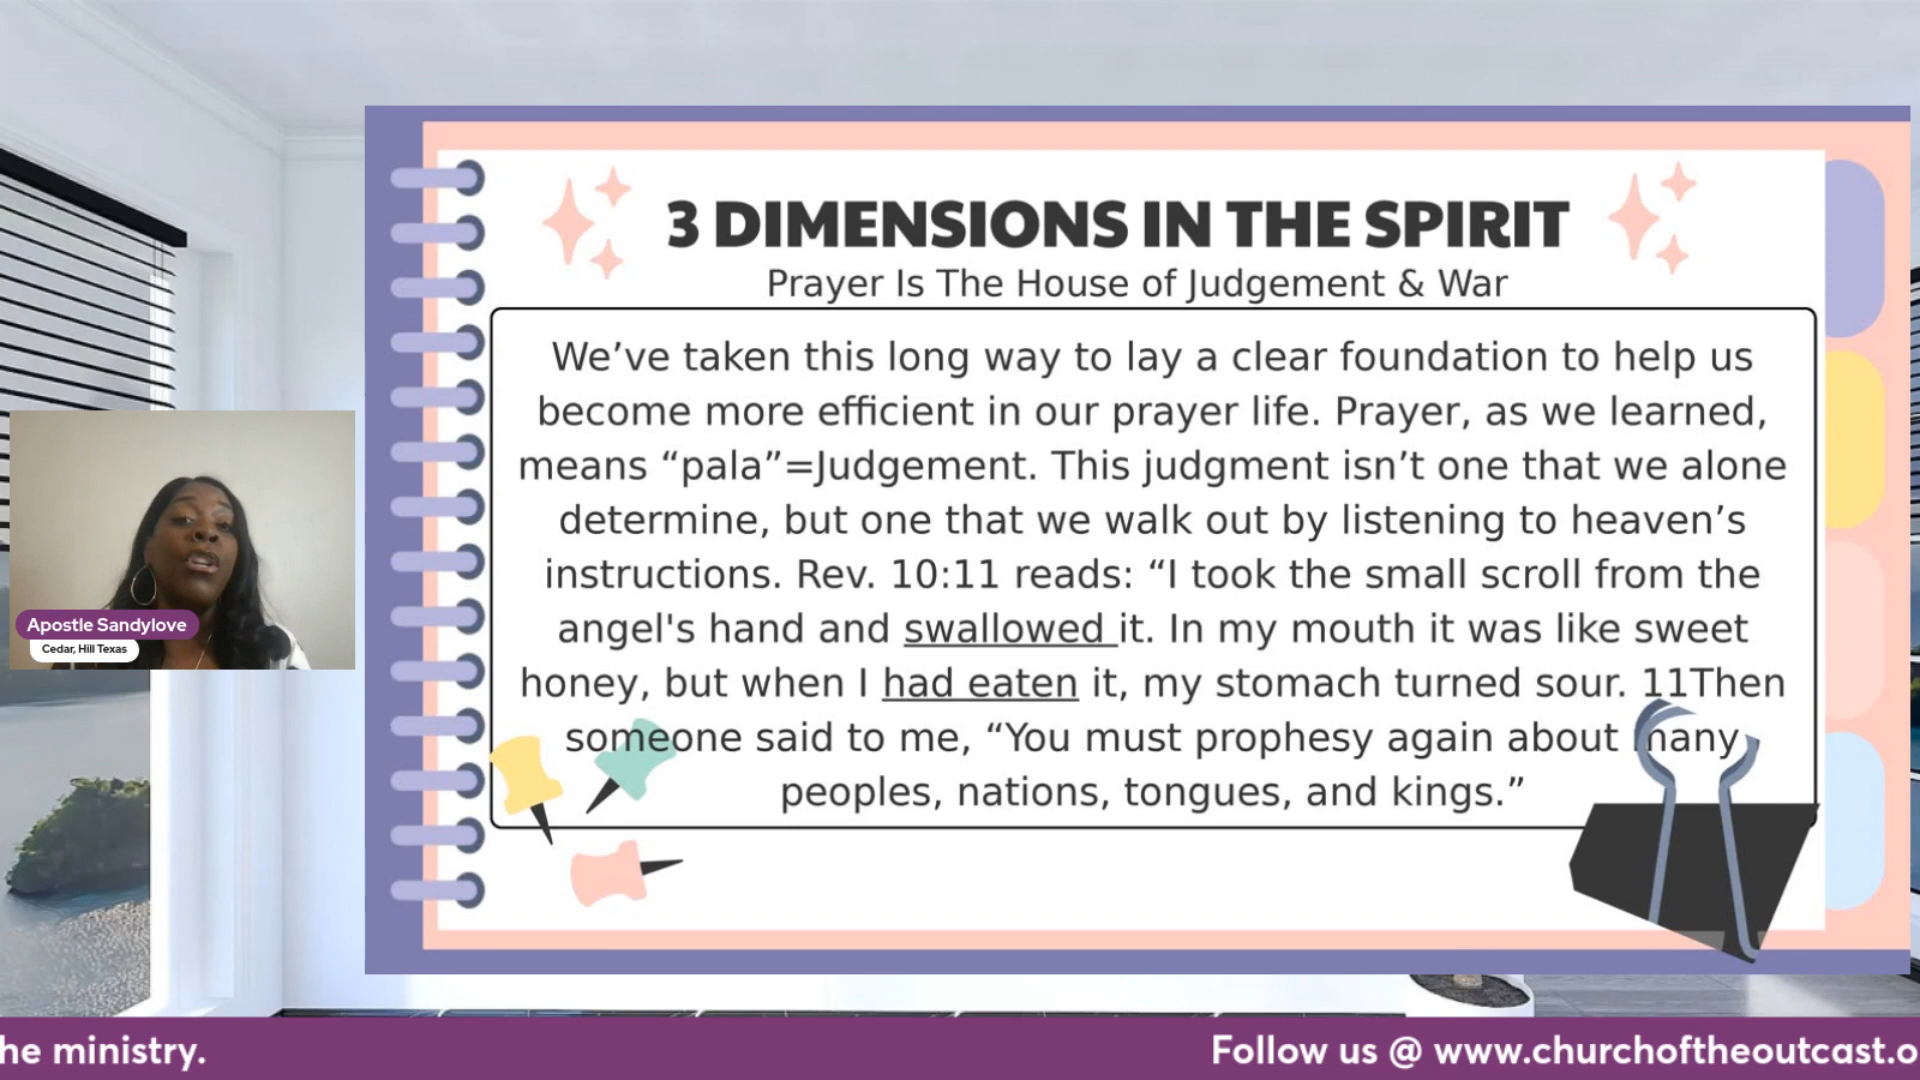 3 DIMENSIONS IN THE SPIRIT
Prayer Is The House of Judgement & War
We’ve taken this long way to lay a clear foundation to help us
become more efficient in our prayer life. Prayer, as we learned,
means “pala”=Judgement. This judgment isn’t one that we alone
determine, but one that we walk out by listening to heaven’s
instructions. Rev. 10:11 reads: “I took the small scroll from the
angel's hand and swallowed it. In my mouth it was like sweet
honey, but when I had eaten it, my stomach turned sour. 11Then
someone said to me, “You must prophesy again about many
peoples, nations, tongues, and kings.”
Apostle Sandylove
Cedar, Hill Texas
he ministry.
Follow us @ www.churchoftheoutcast.o